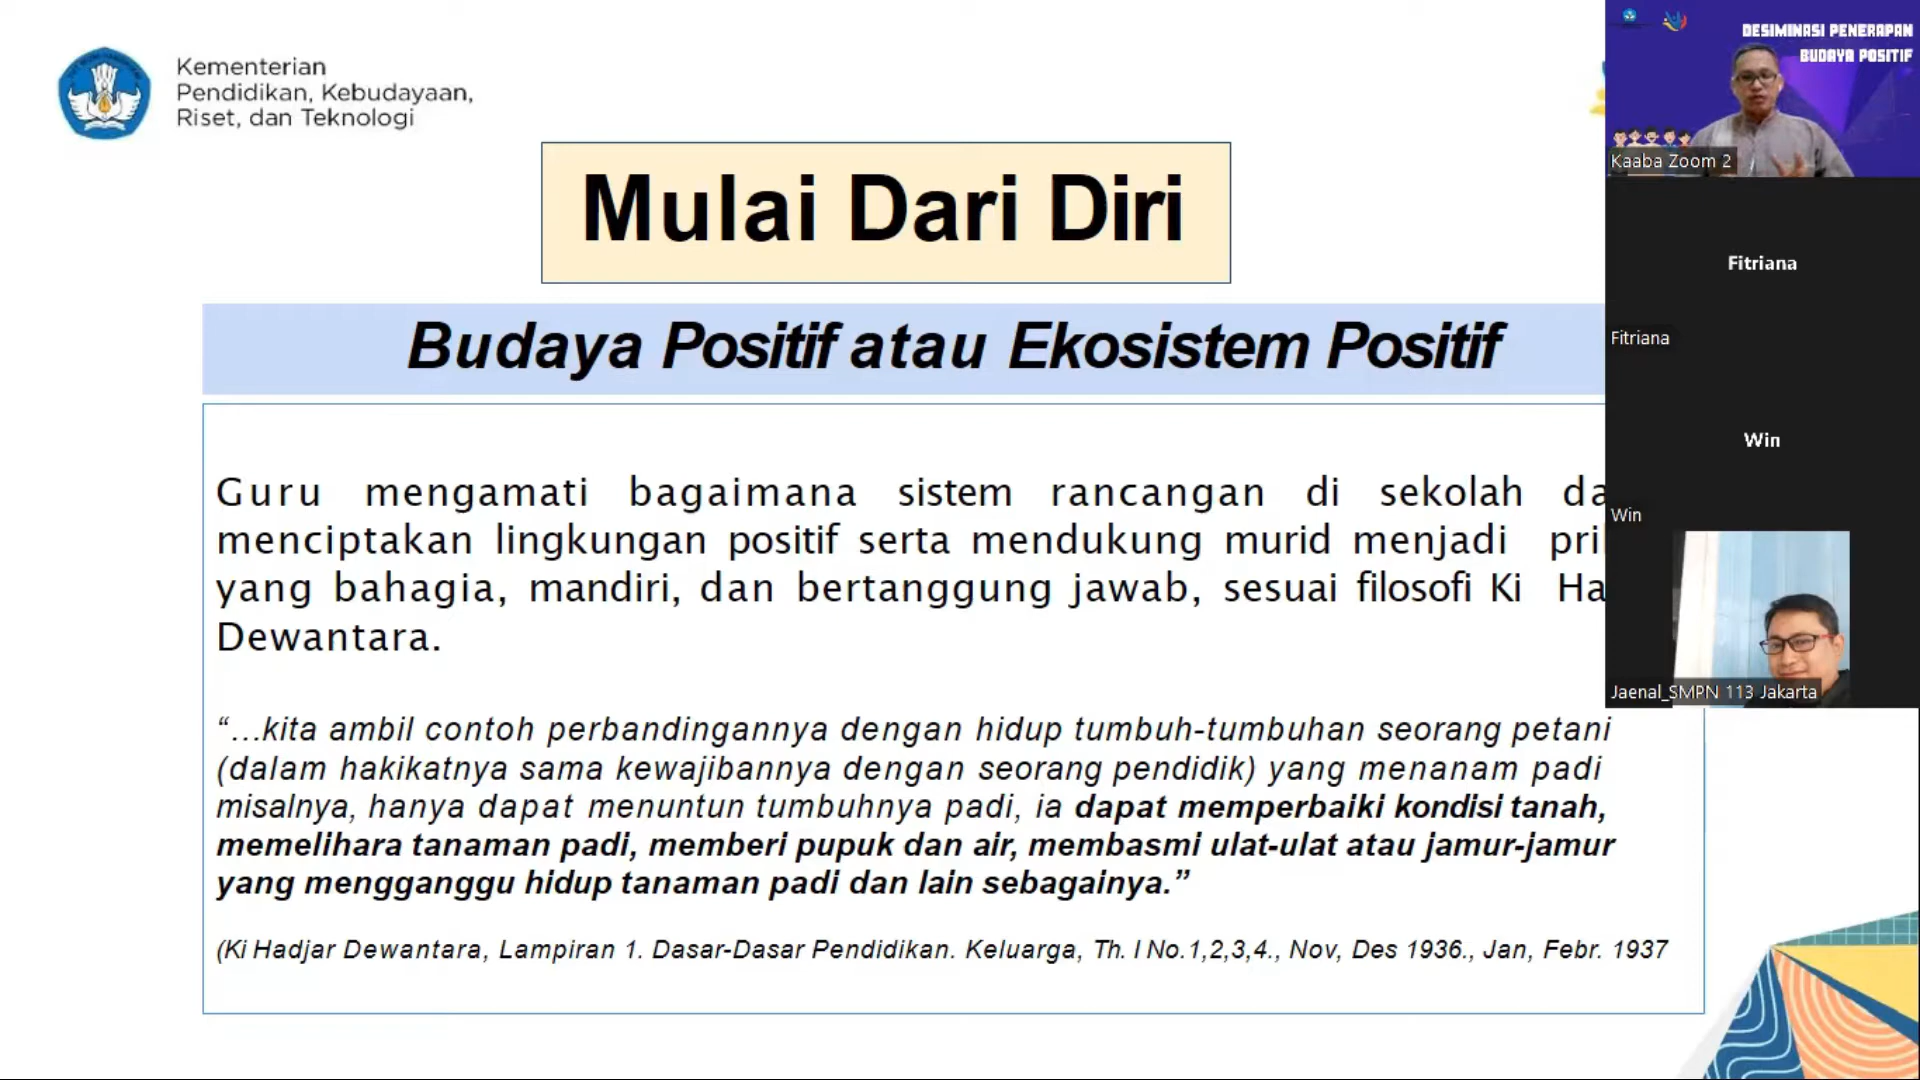 Kementerian
Pendidikan, Kebudayaan,
Riset, dan Teknologi
Mulai Dari Diri
Budaya Positif atau Ekosistem Positif
Guru mengamati bagaimana sistem rancangan di sekolah
menciptakan lingkungan positif serta mendukung murid menjadi
yang bahagia, mandiri, dan bertanggung jawab, sesuai filosofi Ki
Dewantara.
“...kita ambil contoh perbandingannya dengan hidup tumbuh-tumbuhan seorang petani
(dalam hakikatnya sama kewajibannya dengan seorang pendidik) yang menanam padi
misalnya, hanya dapat menuntun tumbuhnya padi, ia dapat memperbaiki kondisi tanah,
memelihara tanaman padi, memberi pupuk dan air, membasmi ulat-ulat atau jamur-jamur
yang mengganggu hidup tanaman padi dan lain sebagainya.”
(Ki Hadjar Dewantara, Lampiran 1. Dasar-Dasar Pendidikan. Keluarga, Th. I No.1,2,3,4., Nov, Des 1936., Jan, Febr. 1937
DESIMINASI PENERAPAN
BUDAYA POSITIF
Kaaba Zoom 2
Fitriana
Fitriana
Win
Win
Jaenal_SMPN 113 Jakarta